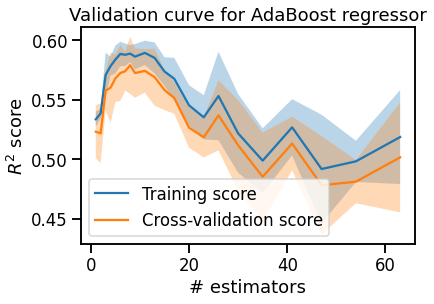 Validation curve for AdaBoost regressor
R² score
0.60
0.55
0.50
0.45
Training score
Cross-validation score
0
20
40
60
# estimators